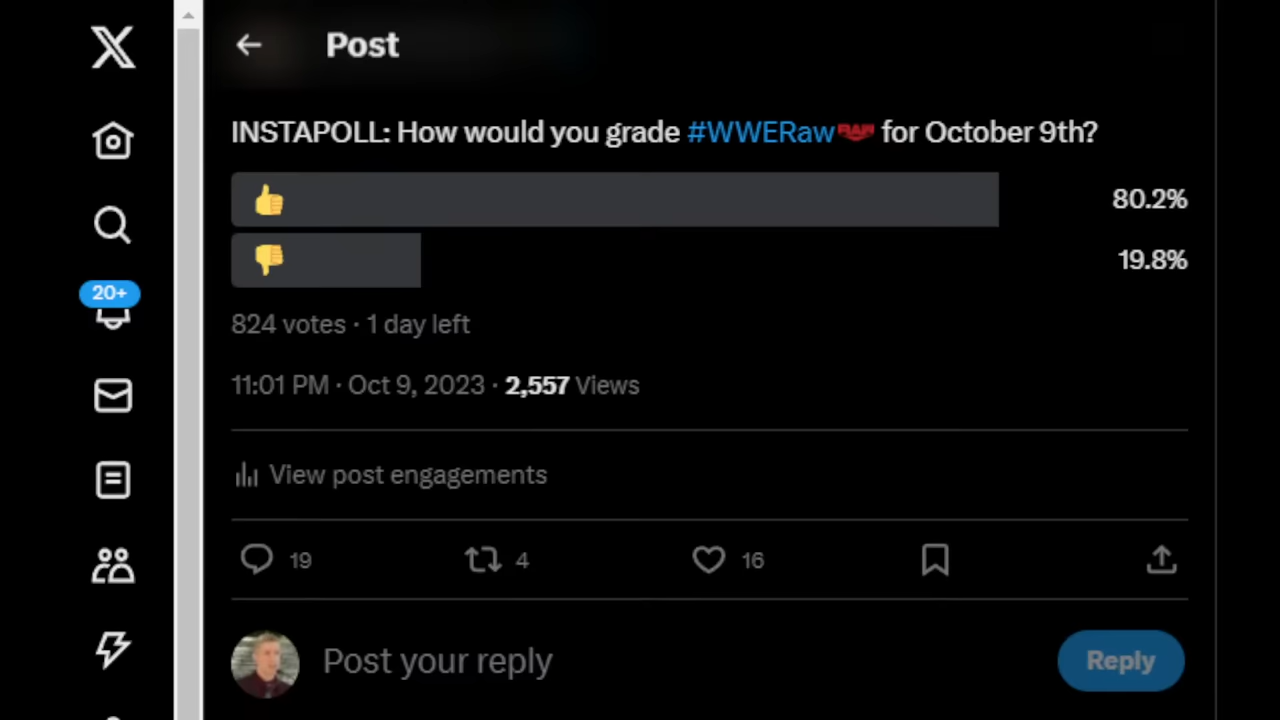 Post
INSTAPOLL: How would you grade #WWERaw for October 9th?
80.2%
19.8%
20+
824 votes · 1 day left
11:01 PM · Oct 9, 2023 · 2,557 Views
View post engagements
19 4 16
Post your reply Reply